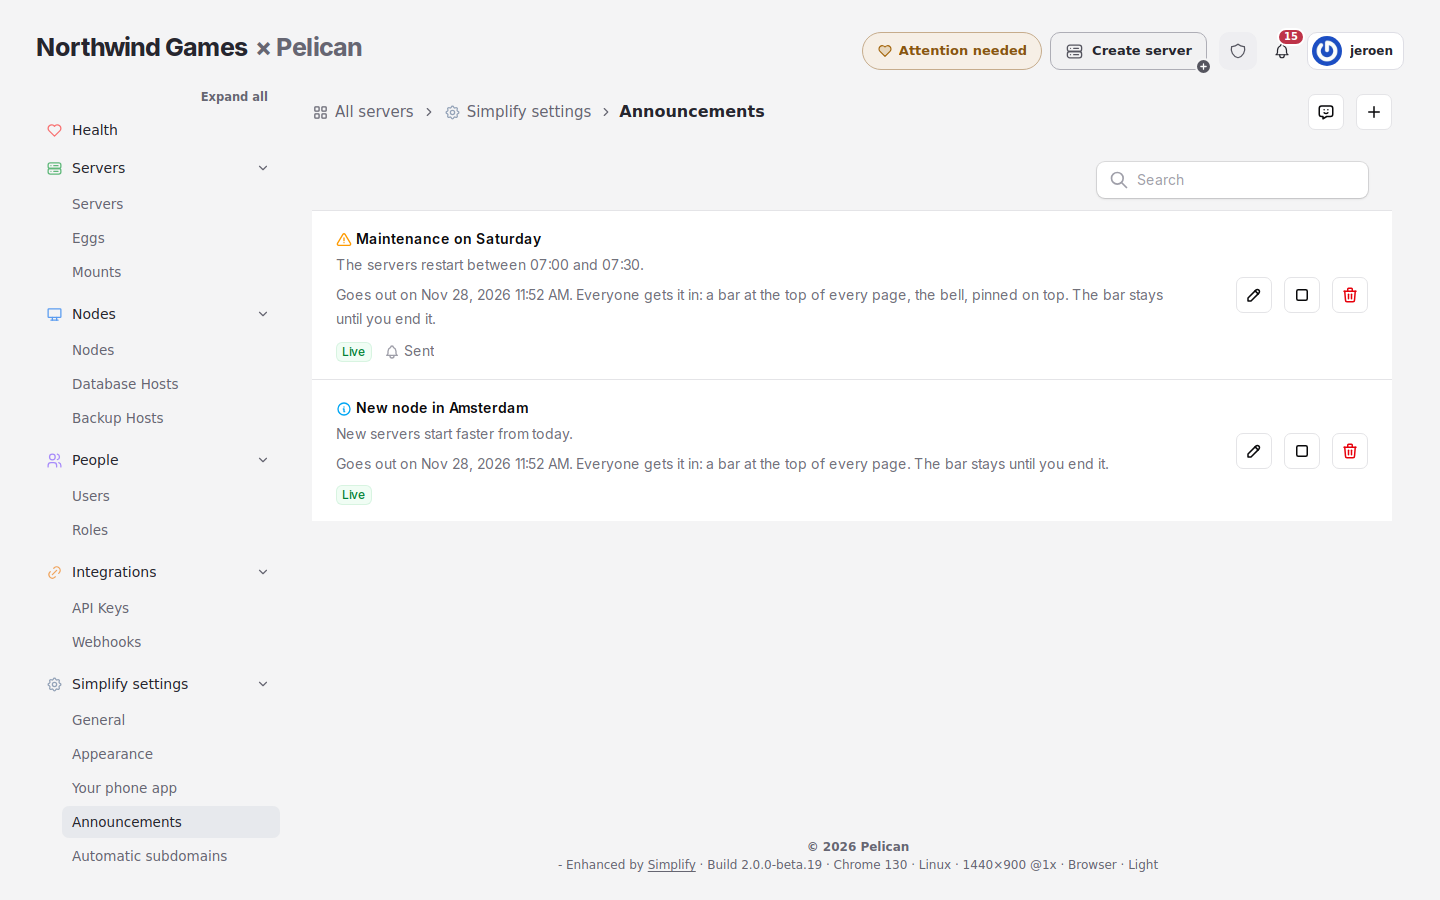 Northwind Games × Pelican
Attention needed
Create server
15
jeroen
Expand all
Health
Servers
Servers
Eggs
Mounts
Nodes
Nodes
Database Hosts
Backup Hosts
People
Users
Roles
Integrations
API Keys
Webhooks
Simplify settings
General
Appearance
Your phone app
Announcements
Automatic subdomains
All servers
Simplify settings
Announcements
Search
Maintenance on Saturday
The servers restart between 07:00 and 07:30.
Goes out on Nov 28, 2026 11:52 AM. Everyone gets it in: a bar at the top of every page, the bell, pinned on top. The bar stays
until you end it.
Live
Sent
New node in Amsterdam
New servers start faster from today.
Goes out on Nov 28, 2026 11:52 AM. Everyone gets it in: a bar at the top of every page. The bar stays until you end it.
Live
© 2026 Pelican
- Enhanced by Simplify · Build 2.0.0-beta.19 · Chrome 130 · Linux · 1440×900 @1x · Browser · Light